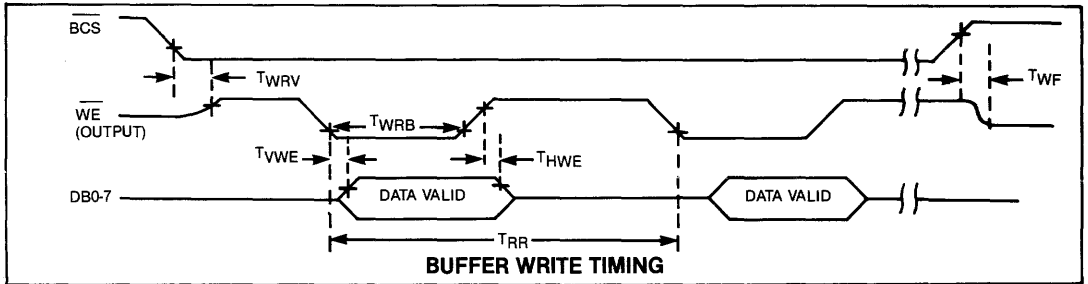 BCS
TWRV
TWF
WE
(OUTPUT)
TWRB
TVWE
THWE
DB0-7
DATA VALID
DATA VALID
TRR
BUFFER WRITE TIMING